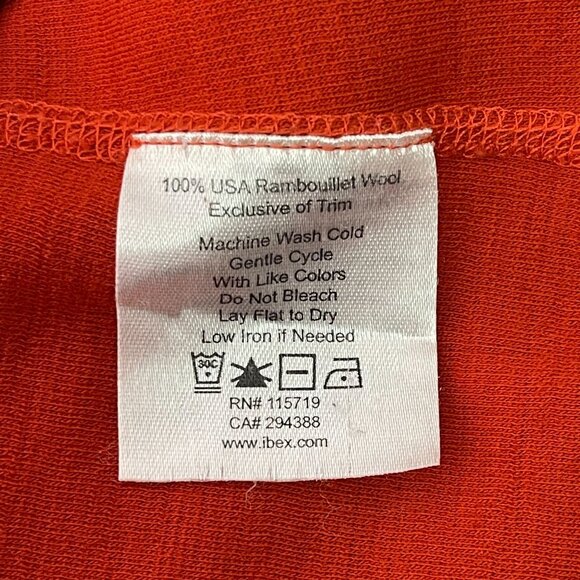 100% USA Rambouillet Wool
Exclusive of Trim
Machine Wash Cold
Gentle Cycle
With Like Colors
Do Not Bleach
Lay Flat to Dry
Low Iron if Needed
30C
RN# 115719
CA# 294388
www.ibex.com